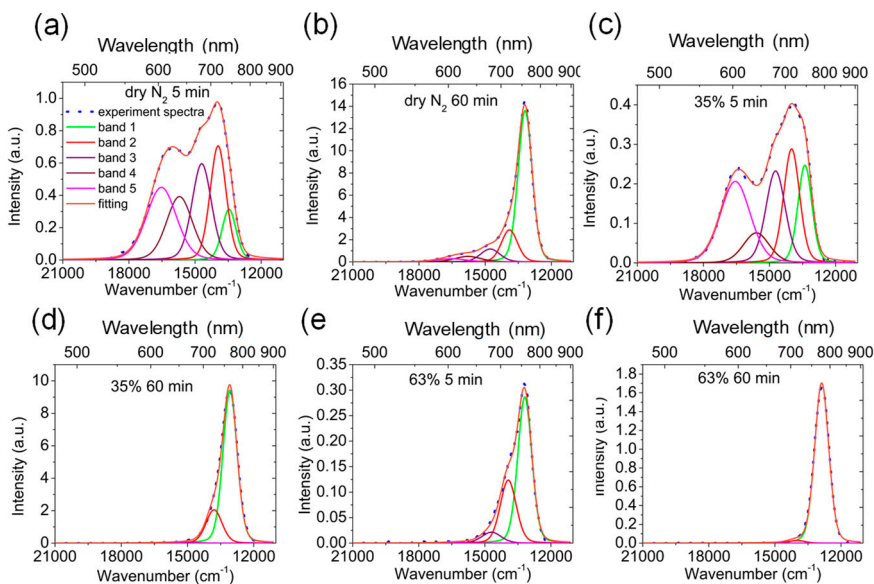 (a)
Wavelength (nm)
500 600 700 800 900
dry N2 5 min
experiment spectra
band 1
band 2
band 3
band 4
band 5
fitting
1.0
0.8
0.6
0.4
0.2
0.0
Intensity (a.u.)
21000 18000 15000 12000
Wavenumber (cm-1)
(b)
Wavelength (nm)
500 600 700 800 900
dry N2 60 min
16
14
12
10
8
6
4
2
0
Intensity (a.u.)
21000 18000 15000 12000
Wavenumber (cm-1)
(c)
Wavelength (nm)
500 600 700 800 900
35% 5 min
0.4
0.3
0.2
0.1
0.0
Intensity (a.u.)
21000 18000 15000 12000
Wavenumber (cm-1)
(d)
Wavelength (nm)
500 600 700 800 900
35% 60 min
10
8
6
4
2
0
Intensity (a.u.)
21000 18000 15000 12000
Wavenumber (cm-1)
(e)
Wavelength (nm)
500 600 700 800 900
63% 5 min
0.35
0.30
0.25
0.20
0.15
0.10
0.05
0.00
Intensity (a.u.)
21000 18000 15000 12000
Wavenumber (cm-1)
(f)
Wavelength (nm)
500 600 700 800 900
63% 60 min
1.8
1.6
1.4
1.2
1.0
0.8
0.6
0.4
0.2
0.0
Intensity (a.u.)
21000 18000 15000 12000
Wavenumber (cm-1)